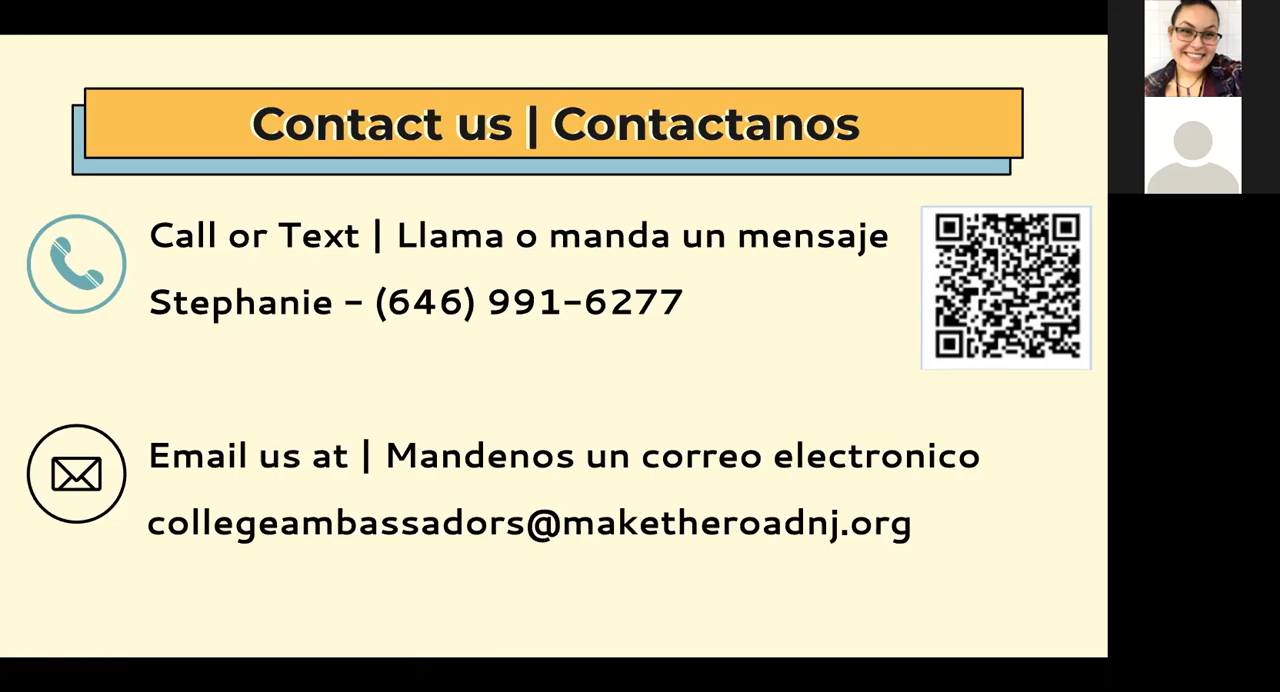 Contact us | Contactanos
Call or Text | Llama o manda un mensaje
Stephanie - (646) 991-6277
Email us at | Mandenos un correo electronico
collegeambassadors@maketheroadnj.org